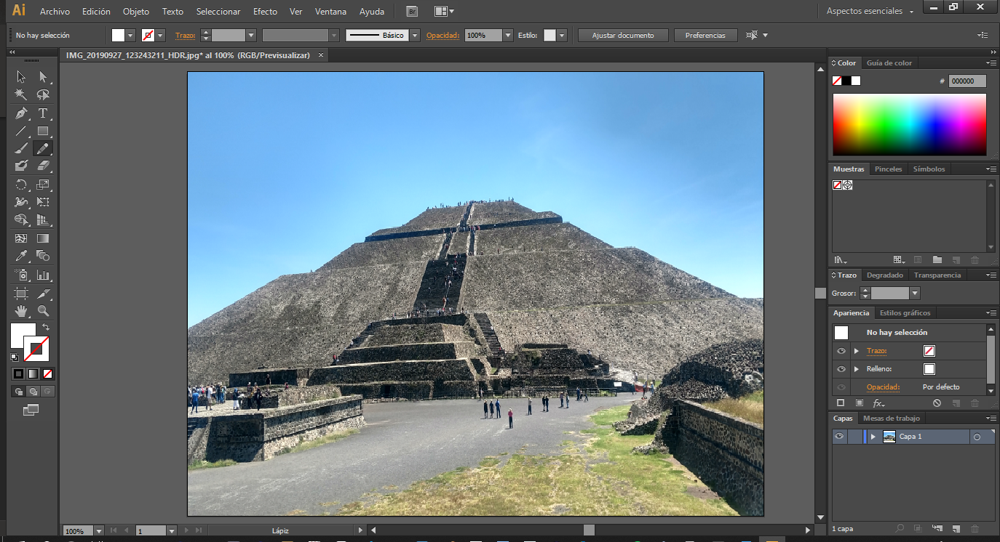 Ai Archivo Edición Objeto Texto Seleccionar Efecto Ver Ventana Ayuda Br Aspectos esenciales
No hay selección Trazo: Básico Opacidad: 100% Estilo: Ajustar documento Preferencias
IMG_20190927_123243211_HDR.jpg* al 100% (RGB/Previsualizar) ×
Color Guía de color
# 000000
Muestras Pinceles Símbolos
Trazo Degradado Transparencia
Grosor:
Apariencia Estilos gráficos
No hay selección
Trazo:
Relleno:
Opacidad: Por defecto
fx
Capas Mesas de trabajo
Capa 1
1 capa
100% 1 Lápiz